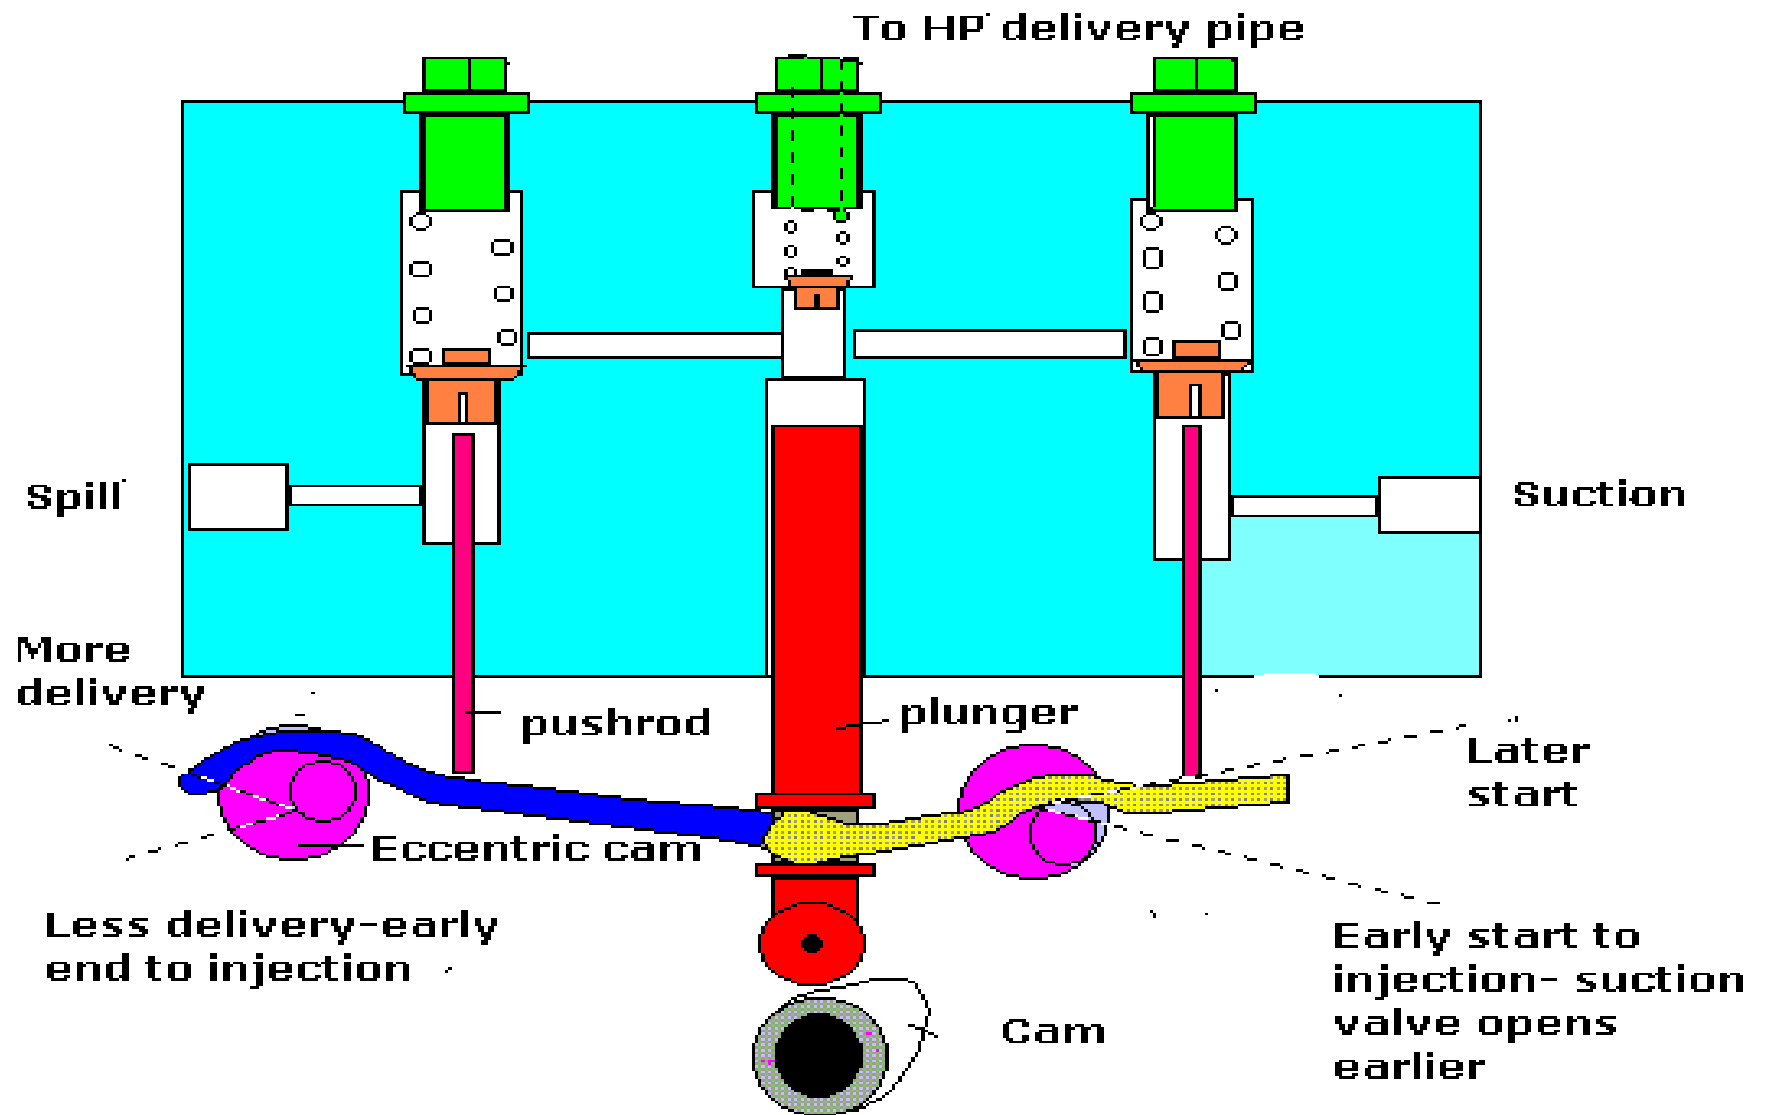 To HP delivery pipe
Spill
Suction
More
delivery
pushrod
plunger
Later
start
Eccentric cam
Less delivery-early
end to injection
Early start to
injection- suction
valve opens
earlier
Cam